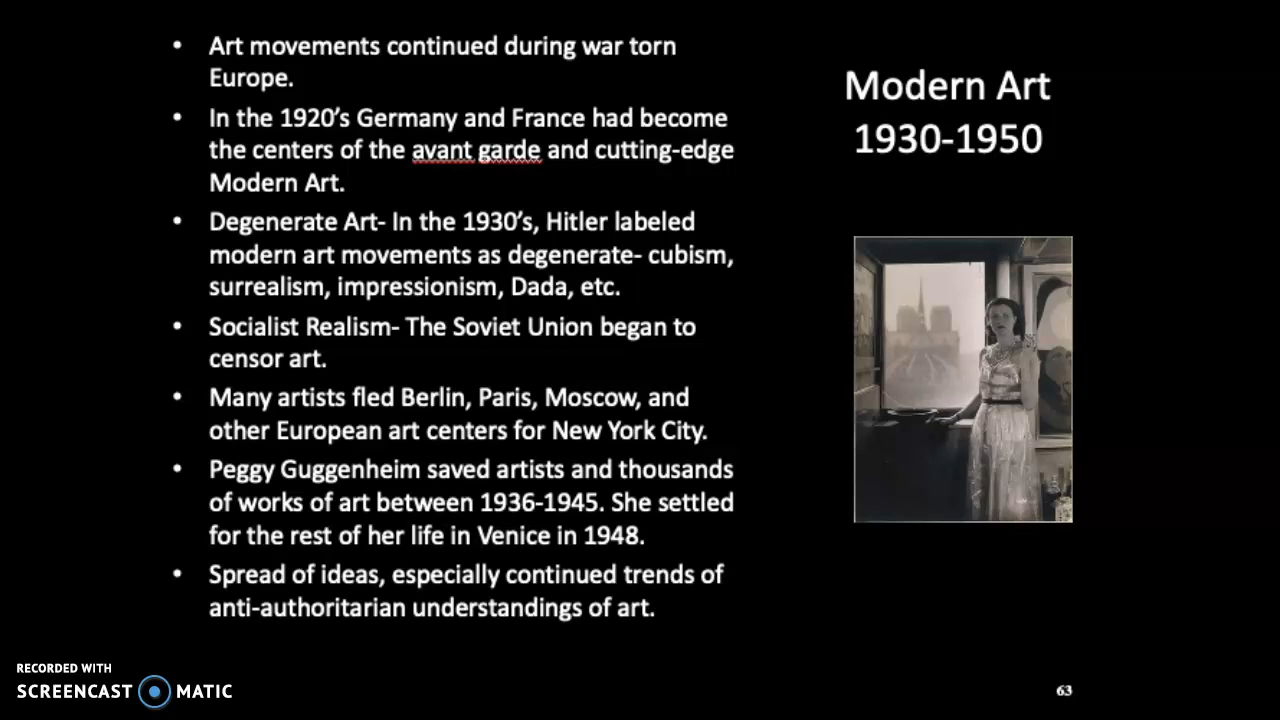 • Art movements continued during war torn
Europe.
• In the 1920's Germany and France had become
the centers of the avant garde and cutting-edge
Modern Art.
• Degenerate Art- In the 1930's, Hitler labeled
modern art movements as degenerate- cubism,
surrealism, impressionism, Dada, etc.
• Socialist Realism- The Soviet Union began to
censor art.
• Many artists fled Berlin, Paris, Moscow, and
other European art centers for New York City.
• Peggy Guggenheim saved artists and thousands
of works of art between 1936-1945. She settled
for the rest of her life in Venice in 1948.
• Spread of ideas, especially continued trends of
anti-authoritarian understandings of art.
Modern Art
1930-1950
RECORDED WITH
SCREENCAST MATIC
63